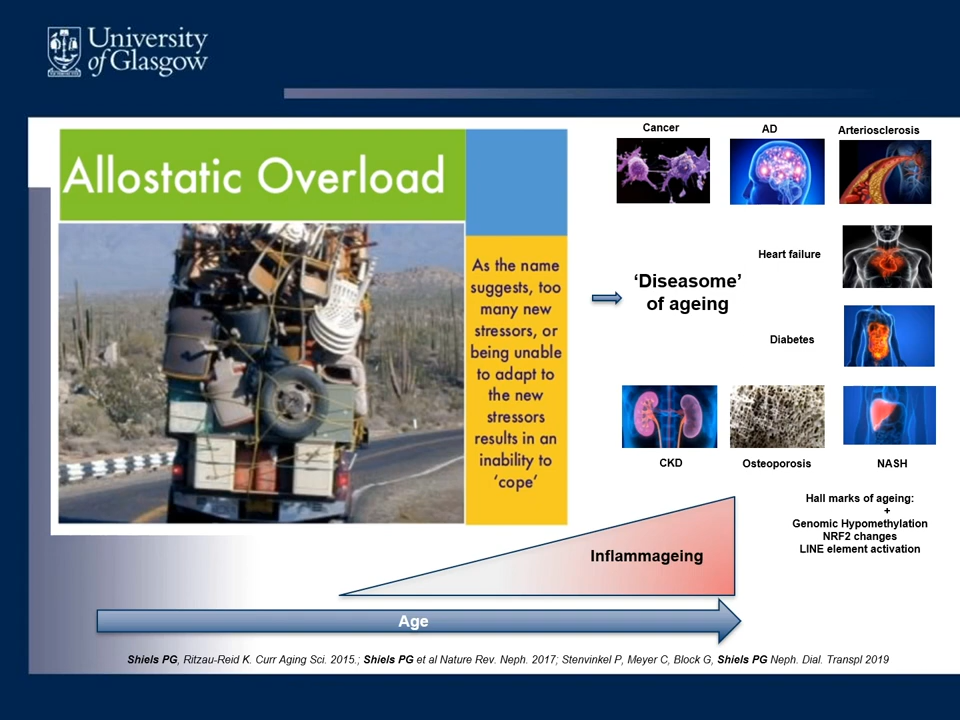 University
of Glasgow
Allostatic Overload
As the name
suggests, too
many new
stressors, or
being unable
to adapt to
the new
stressors
results in an
inability to
‘cope’
Cancer
AD
Arteriosclerosis
Heart failure
‘Diseasome’
of ageing
Diabetes
CKD
Osteoporosis
NASH
Hall marks of ageing:
+
Genomic Hypomethylation
NRF2 changes
LINE element activation
Inflammageing
Age
Shiels PG, Ritzau-Reid K. Curr Aging Sci. 2015.; Shiels PG et al Nature Rev. Neph. 2017; Stenvinkel P, Meyer C, Block G, Shiels PG Neph. Dial. Transpl 2019